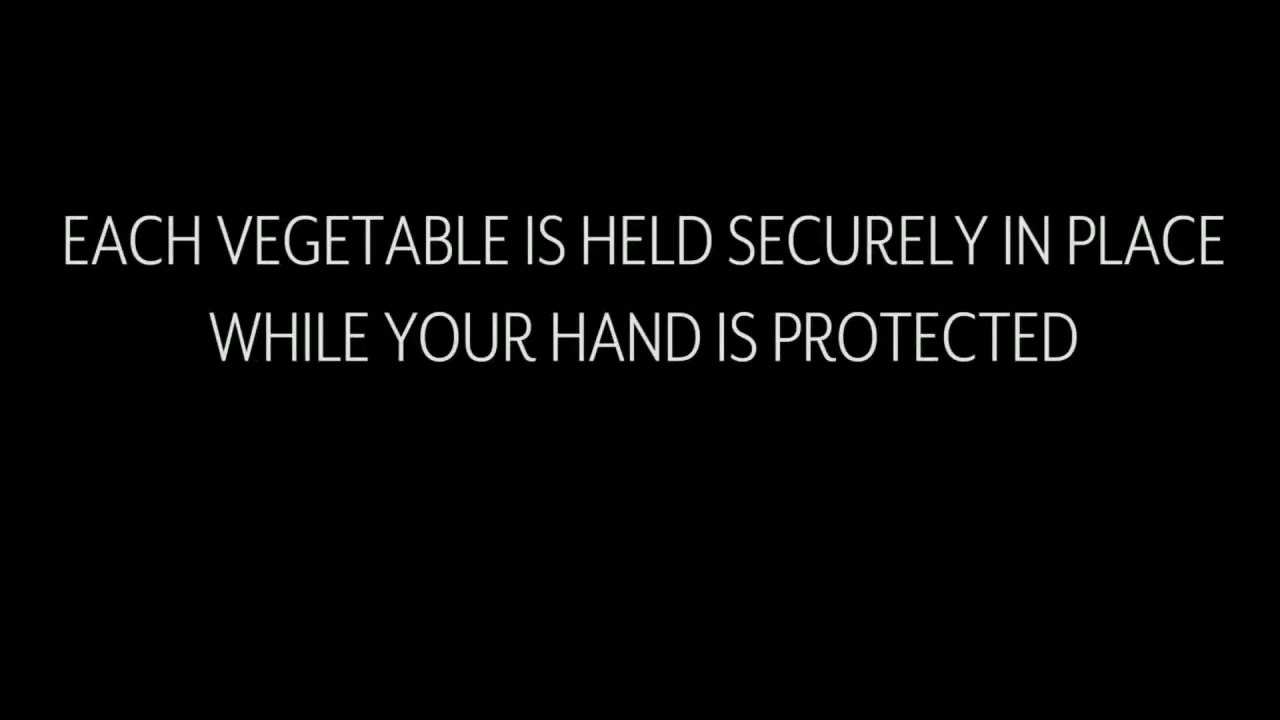 EACH VEGETABLE IS HELD SECURELY IN PLACE
WHILE YOUR HAND IS PROTECTED